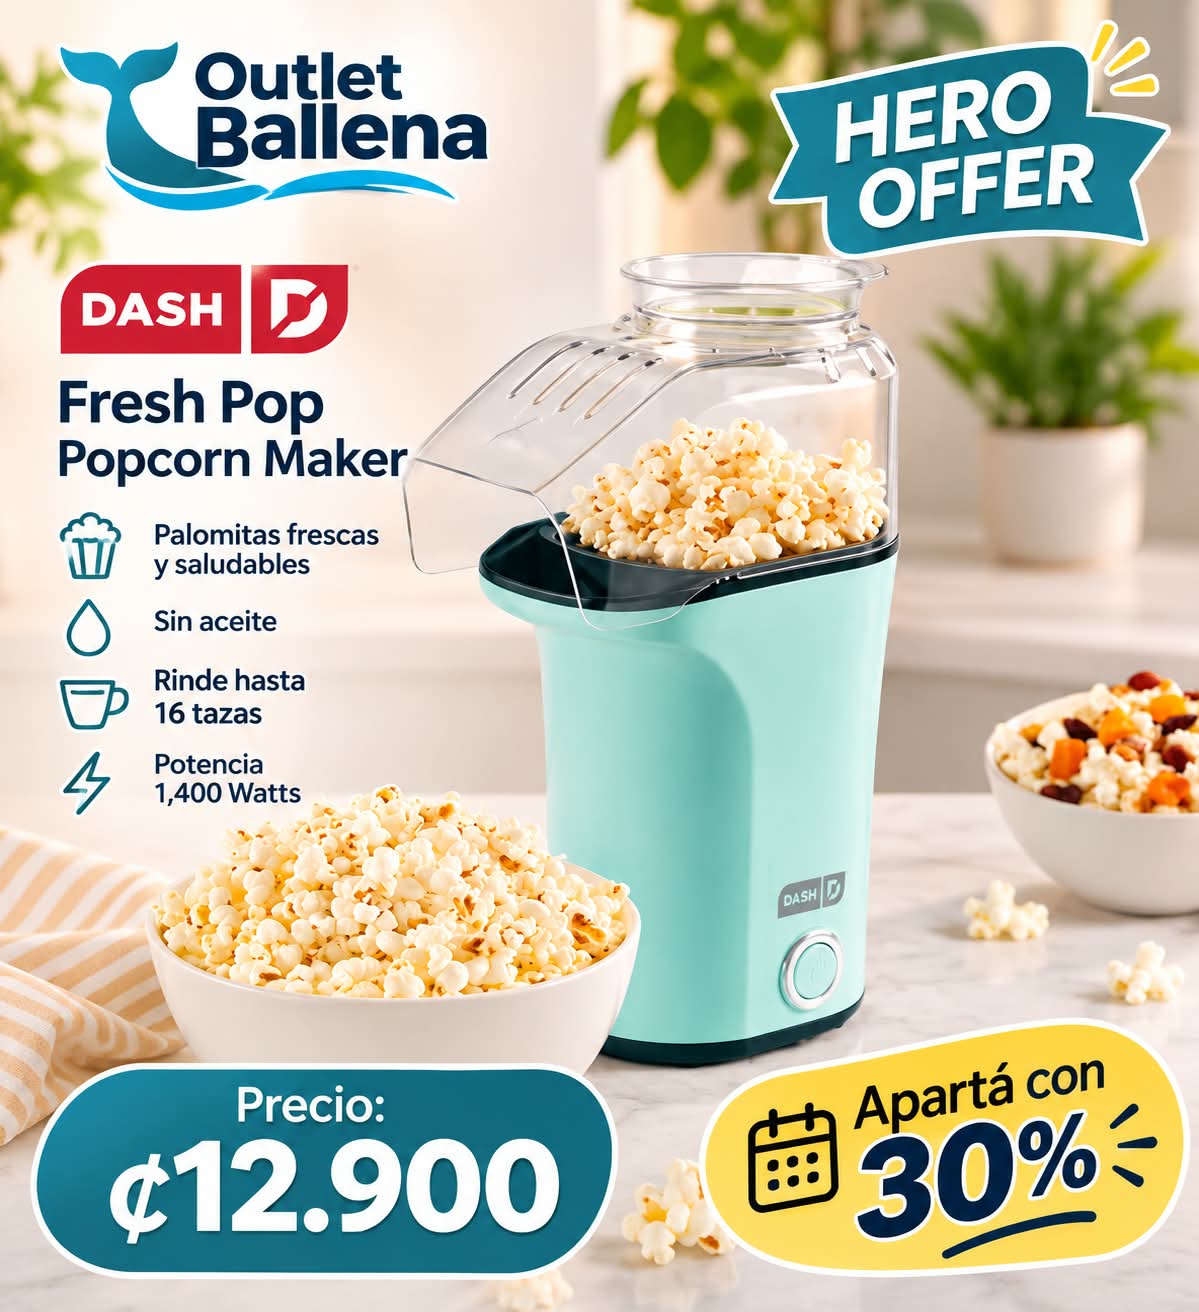 Outlet
Ballena
HERO
OFFER
DASH
Fresh Pop
Popcorn Maker
Palomitas frescas
y saludables
Sin aceite
Rinde hasta
16 tazas
Potencia
1,400 Watts
DASH
Precio:
₡12.900
Apartá con
30%